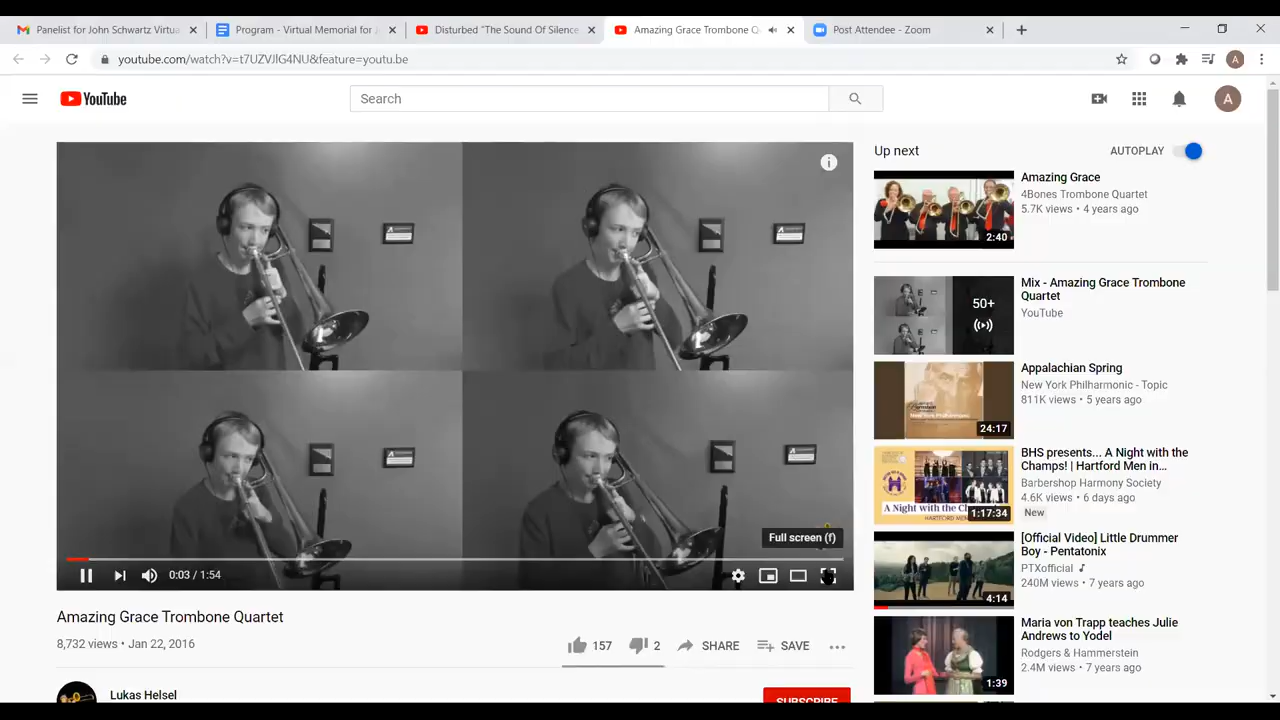 Panelist for John Schwartz Virtua
Program - Virtual Memorial for
Disturbed "The Sound Of Silence
Amazing Grace Trombone Q
Post Attendee - Zoom
youtube.com/watch?v=t7UZVJlG4NU&feature=youtu.be
A
YouTube
Search
A
Up next
AUTOPLAY
Amazing Grace
4Bones Trombone Quartet
5.7K views • 4 years ago
2:40
Mix - Amazing Grace Trombone
Quartet
YouTube
50+
Appalachian Spring
New York Philharmonic - Topic
811K views • 5 years ago
24:17
BHS presents... A Night with the
Champs! | Hartford Men in...
Barbershop Harmony Society
4.6K views • 6 days ago
New
A Night with the Ch
1:17:34
[Official Video] Little Drummer
Boy - Pentatonix
PTXofficial
240M views • 7 years ago
4:14
Maria von Trapp teaches Julie
Andrews to Yodel
Rodgers & Hammerstein
2.4M views • 7 years ago
1:39
Full screen (f)
0:03 / 1:54
Amazing Grace Trombone Quartet
8,732 views • Jan 22, 2016
157
2
SHARE
SAVE
Lukas Helsel
SUBSCRIBE